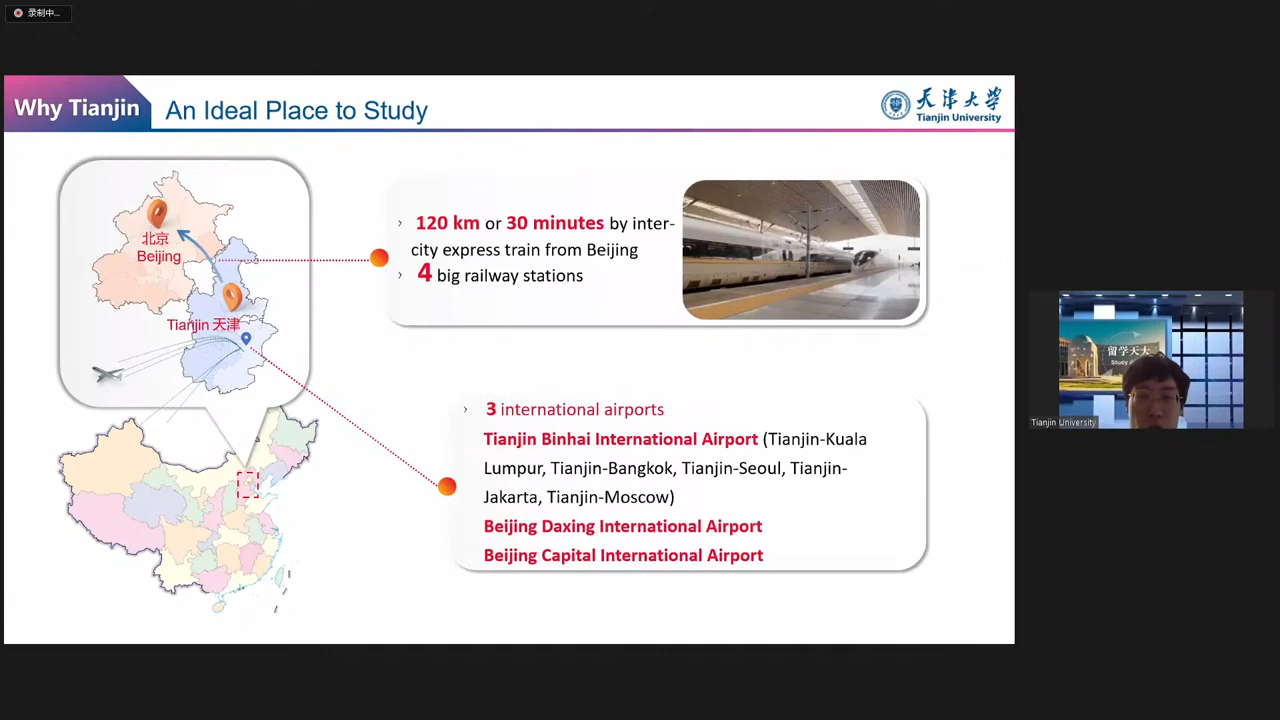 录制中...
Why Tianjin
An Ideal Place to Study
天津大学
Tianjin University
北京
Beijing
Tianjin 天津
› 120 km or 30 minutes by inter-
city express train from Beijing
› 4 big railway stations
› 3 international airports
Tianjin Binhai International Airport (Tianjin-Kuala
Lumpur, Tianjin-Bangkok, Tianjin-Seoul, Tianjin-
Jakarta, Tianjin-Moscow)
Beijing Daxing International Airport
Beijing Capital International Airport
留学天大
Study
Tianjin University